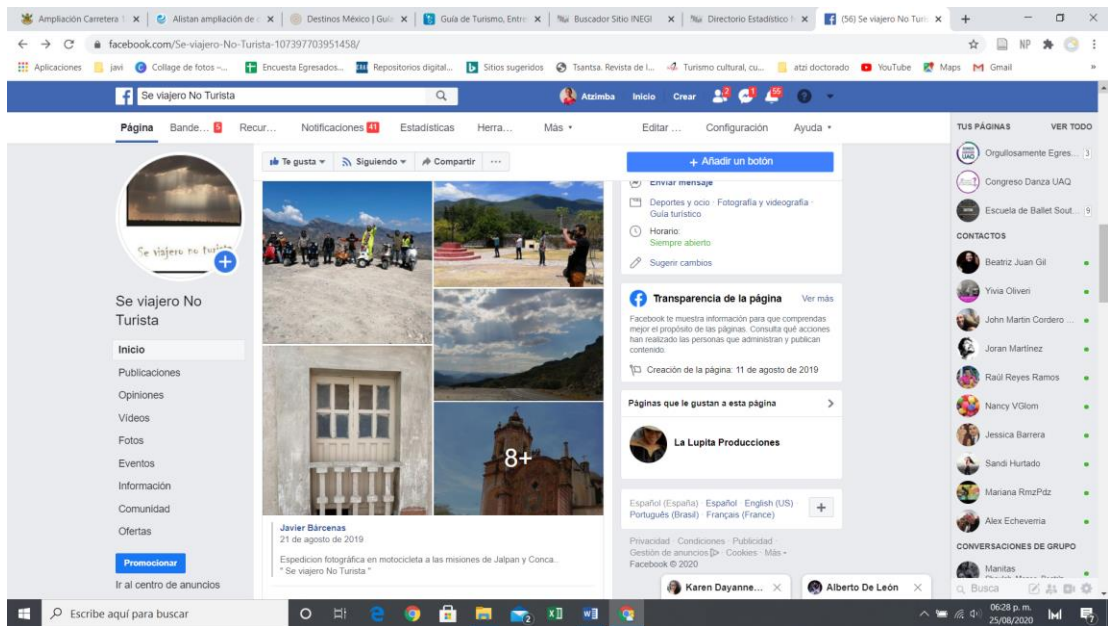 Ampliación Carretera
Alistan ampliación de c
Destinos México | Guía
Guía de Turismo, Entre
Buscador Sitio INEGI
Directorio Estadístico N
(56) Se viajero No Turis
facebook.com/Se-viajero-No-Turista-107397703951458/
NP
Aplicaciones
javi
Collage de fotos –...
Encuesta Egresados...
Repositorios digital...
Sitios sugeridos
Tsantsa. Revista de I...
Turismo cultural, cu...
atzi doctorado
YouTube
Maps
Gmail
Se viajero No Turista
Atzimba
Inicio
Crear
2
1
55
Página
Bande... 5
Recur...
Notificaciones 41
Estadísticas
Herra...
Más
Editar ...
Configuración
Ayuda
Te gusta
Siguiendo
Compartir
...
+ Añadir un botón
Se viajero no turista
Se viajero No
Turista
Inicio
Publicaciones
Opiniones
Vídeos
Fotos
Eventos
Información
Comunidad
Ofertas
Promocionar
Ir al centro de anuncios
8+
Javier Bárcenas
21 de agosto de 2019
Espedicion fotográfica en motocicleta a las misiones de Jalpan y Conca..
" Se viajero No Turista "
Enviar mensaje
Deportes y ocio · Fotografía y videografía ·
Guía turístico
Horario:
Siempre abierto
Sugerir cambios
Transparencia de la página
Ver más
Facebook te muestra información para que comprendas
mejor el propósito de las páginas. Consulta qué acciones
han realizado las personas que administran y publican
contenido.
Creación de la página: 11 de agosto de 2019
Páginas que le gustan a esta página
La Lupita Producciones
Español (España) · Español · English (US) ·
Português (Brasil) · Français (France)
Privacidad · Condiciones · Publicidad ·
Gestión de anuncios · Cookies · Más
Facebook © 2020
Karen Dayanne...
Alberto De León
TUS PÁGINAS
VER TODO
Orgullosamente Egres... 3
Congreso Danza UAQ
Escuela de Ballet Sout... 9
CONTACTOS
Beatriz Juan Gil
Yivia Oliveri
John Martin Cordero ...
Joran Martínez
Raúl Reyes Ramos
Nancy VGlom
Jessica Barrera
Sandi Hurtado
Mariana RmzPdz
Alex Echeverria
CONVERSACIONES DE GRUPO
Manitas
Busca
Escribe aquí para buscar
06:28 p. m.
25/08/2020